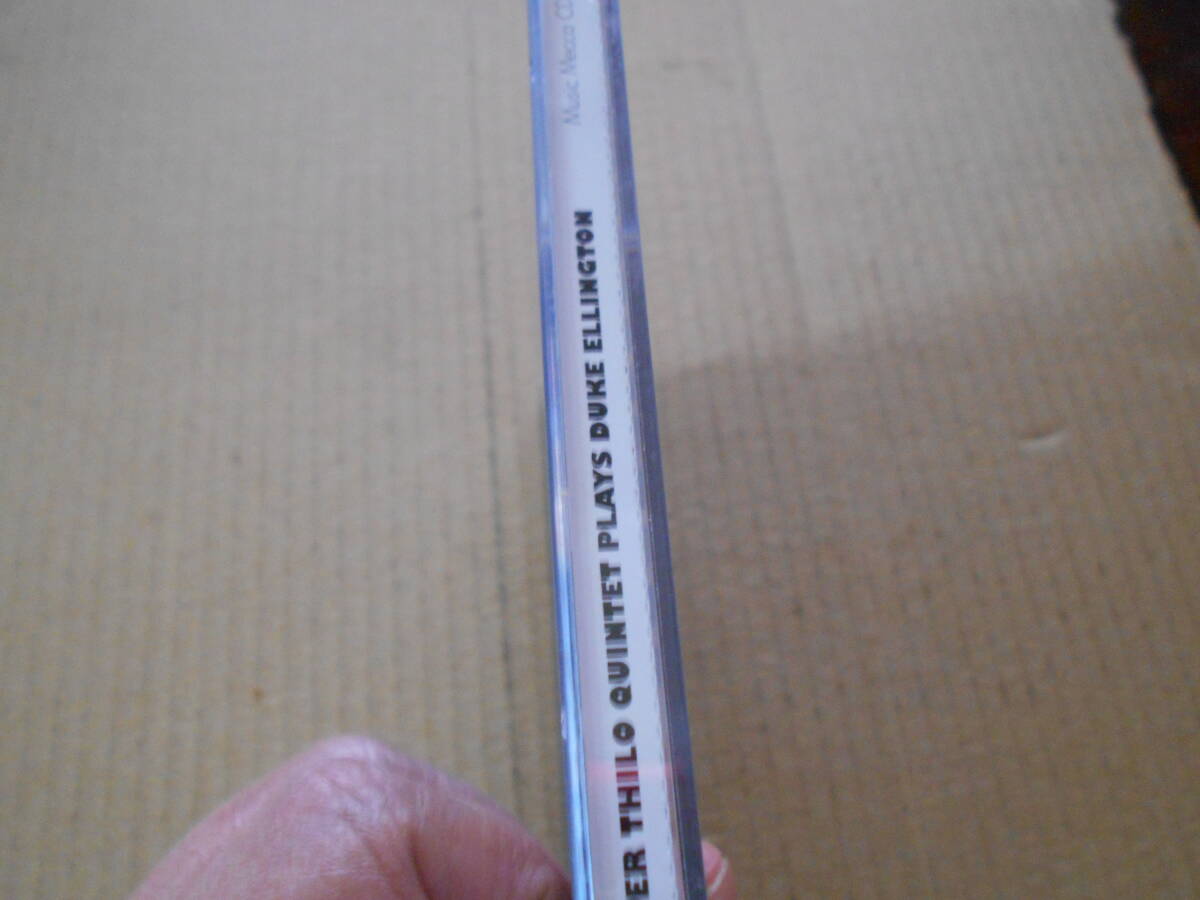 ER THILO QUINTET PLAYS DUKE ELLINGTON
Music Mecca CD